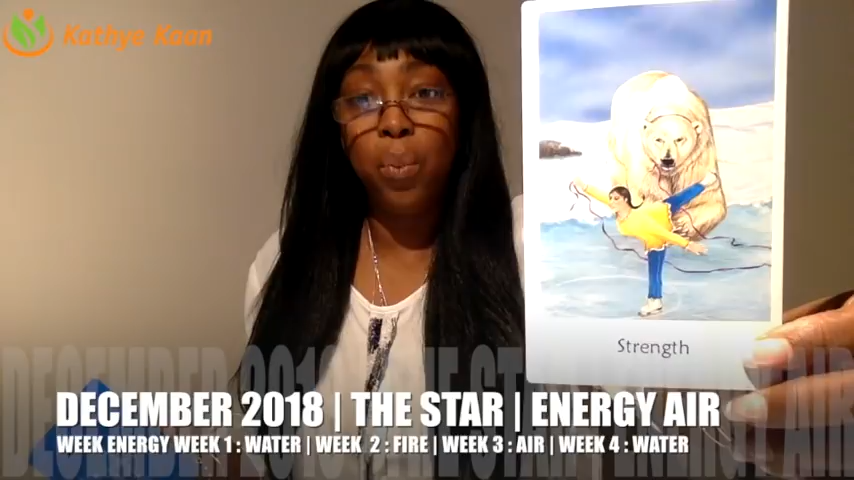 Kathye Koan
Strength
DECEMBER 2018 | THE STAR | ENERGY AIR
WEEK ENERGY WEEK 1 : WATER | WEEK 2 : FIRE | WEEK 3 : AIR | WEEK 4 : WATER